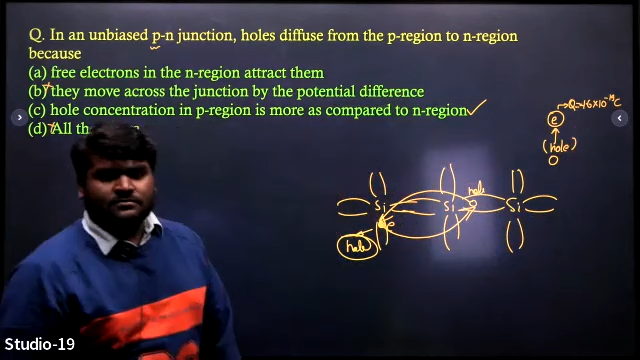 Q. In an unbiased p-n junction, holes diffuse from the p-region to n-region
because
(a) free electrons in the n-region attract them
(b) they move across the junction by the potential difference
(c) hole concentration in p-region is more as compared to n-region
(d) All
e
(hole)
hole
Si Si Si
e
hole
Studio-19